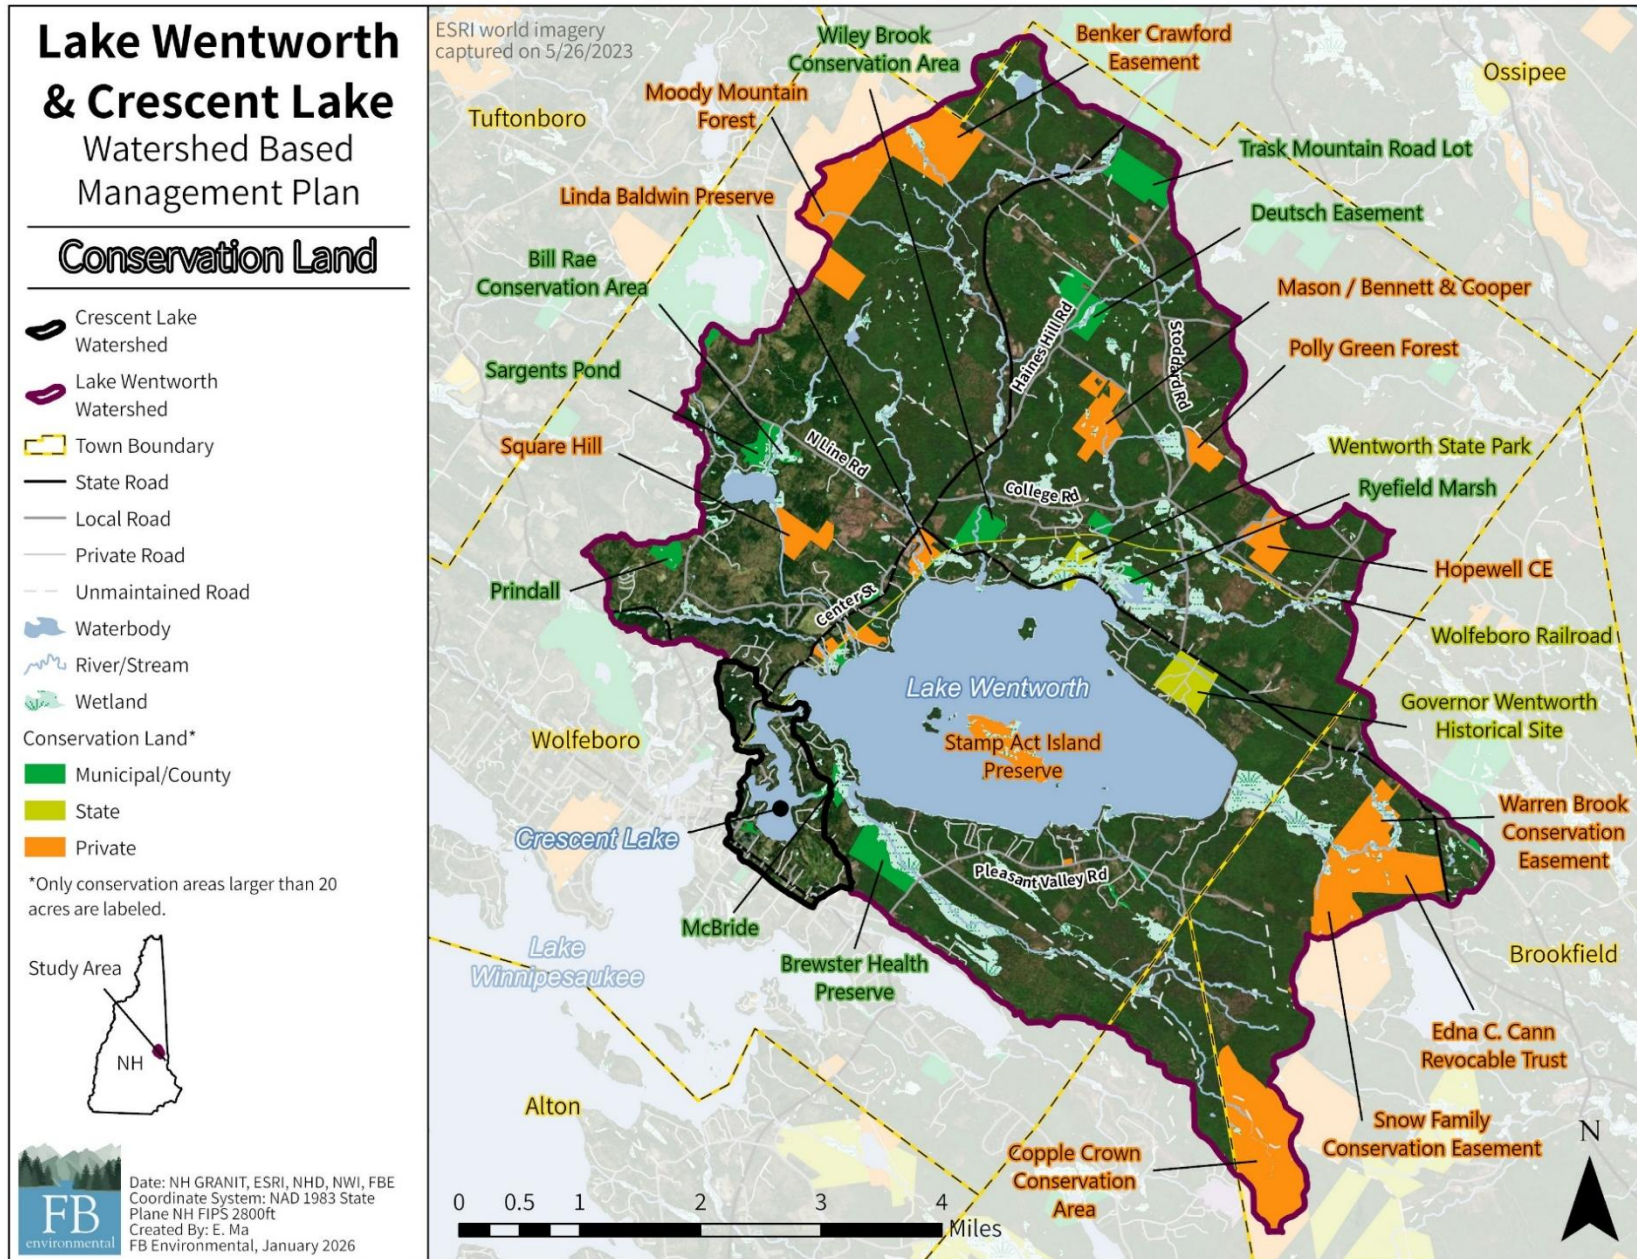 Lake Wentworth
& Crescent Lake
Watershed Based
Management Plan
Conservation Land
Crescent Lake
Watershed
Lake Wentworth
Watershed
Town Boundary
State Road
Local Road
Private Road
Unmaintained Road
Waterbody
River/Stream
Wetland
Conservation Land*
Municipal/County
State
Private
*Only conservation areas larger than 20
acres are labeled.
Study Area
NH
FB
environmental
Date: NH GRANIT, ESRI, NHD, NWI, FBE
Coordinate System: NAD 1983 State
Plane NH FIPS 2800ft
Created By: E. Ma
FB Environmental, January 2026
ESRI world imagery
captured on 5/26/2023
Wiley Brook
Conservation Area
Benker Crawford
Easement
Ossipee
Tuftonboro
Moody Mountain
Forest
Trask Mountain Road Lot
Linda Baldwin Preserve
Deutsch Easement
Bill Rae
Conservation Area
Mason / Bennett & Cooper
Haines Hill Rd
Stoddard Rd
Polly Green Forest
Sargents Pond
Square Hill
N Line Rd
Wentworth State Park
College Rd
Ryefield Marsh
Hopewell CE
Prindall
Center St
Wolfeboro Railroad
Lake Wentworth
Governor Wentworth
Historical Site
Wolfeboro
Stamp Act Island
Preserve
Crescent Lake
Warren Brook
Conservation
Easement
Pleasant Valley Rd
McBride
Lake
Winnipesaukee
Brewster Health
Preserve
Brookfield
Edna C. Cann
Revocable Trust
Alton
Snow Family
Conservation Easement
Copple Crown
Conservation
Area
N
0 0.5 1 2 3 4
Miles